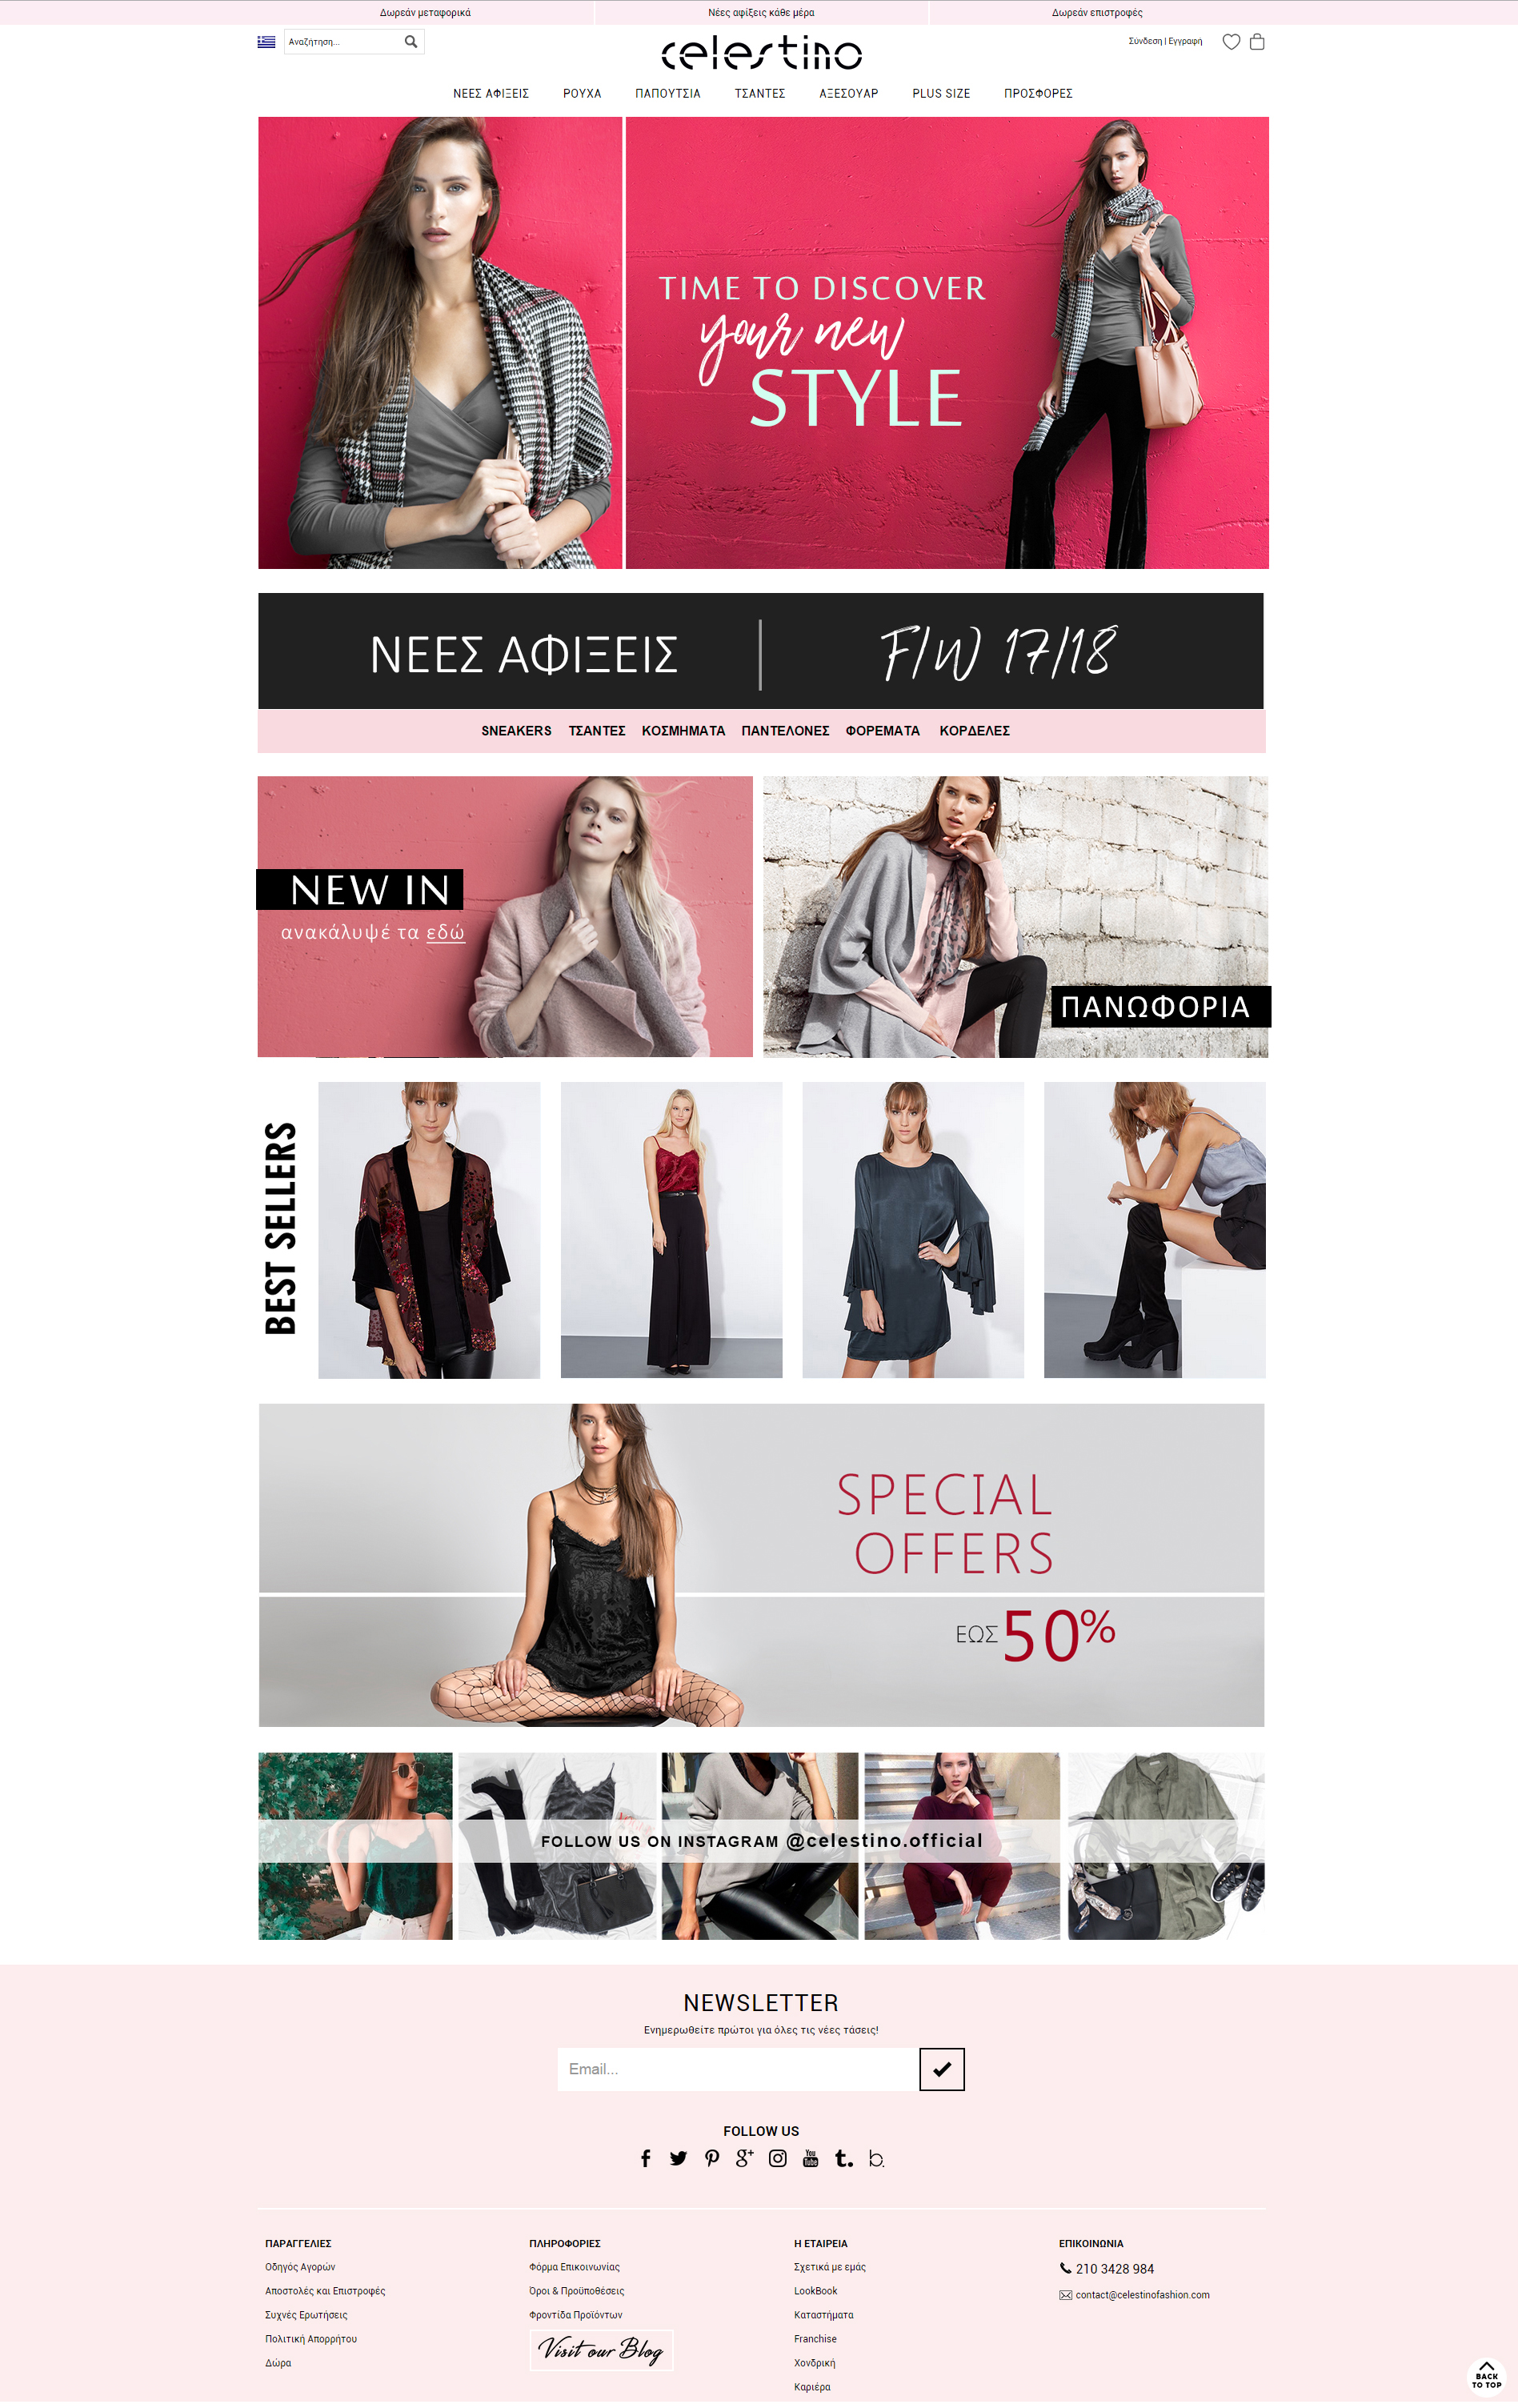 Δωρεάν μεταφορικά
Νέες αφίξεις κάθε μέρα
Δωρεάν επιστροφές
Αναζήτηση...
celestino
Σύνδεση | Εγγραφή
ΝΕΕΣ ΑΦΙΞΕΙΣ
ΡΟΥΧΑ
ΠΑΠΟΥΤΣΙΑ
ΤΣΑΝΤΕΣ
ΑΞΕΣΟΥΑΡ
PLUS SIZE
ΠΡΟΣΦΟΡΕΣ
TIME TO DISCOVER
your new
STYLE
ΝΕΕΣ ΑΦΙΞΕΙΣ
F/W 17/18
SNEAKERS
ΤΣΑΝΤΕΣ
ΚΟΣΜΗΜΑΤΑ
ΠΑΝΤΕΛΟΝΕΣ
ΦΟΡΕΜΑΤΑ
ΚΟΡΔΕΛΕΣ
NEW IN
ανακάλυψέ τα εδώ
ΠΑΝΩΦΟΡΙΑ
BEST SELLERS
SPECIAL
OFFERS
ΕΩΣ 50%
FOLLOW US ON INSTAGRAM @celestino.official
NEWSLETTER
Ενημερωθείτε πρώτοι για όλες τις νέες τάσεις!
Email...
FOLLOW US
You
Tube
ΠΑΡΑΓΓΕΛΙΕΣ
Οδηγός Αγορών
Αποστολές και Επιστροφές
Συχνές Ερωτήσεις
Πολιτική Απορρήτου
Δώρα
ΠΛΗΡΟΦΟΡΙΕΣ
Φόρμα Επικοινωνίας
Όροι & Προϋποθέσεις
Φροντίδα Προϊόντων
Visit our Blog
Η ΕΤΑΙΡΕΙΑ
Σχετικά με εμάς
LookBook
Καταστήματα
Franchise
Χονδρική
Καριέρα
ΕΠΙΚΟΙΝΩΝΙΑ
210 3428 984
contact@celestinofashion.com
BACK
TO TOP